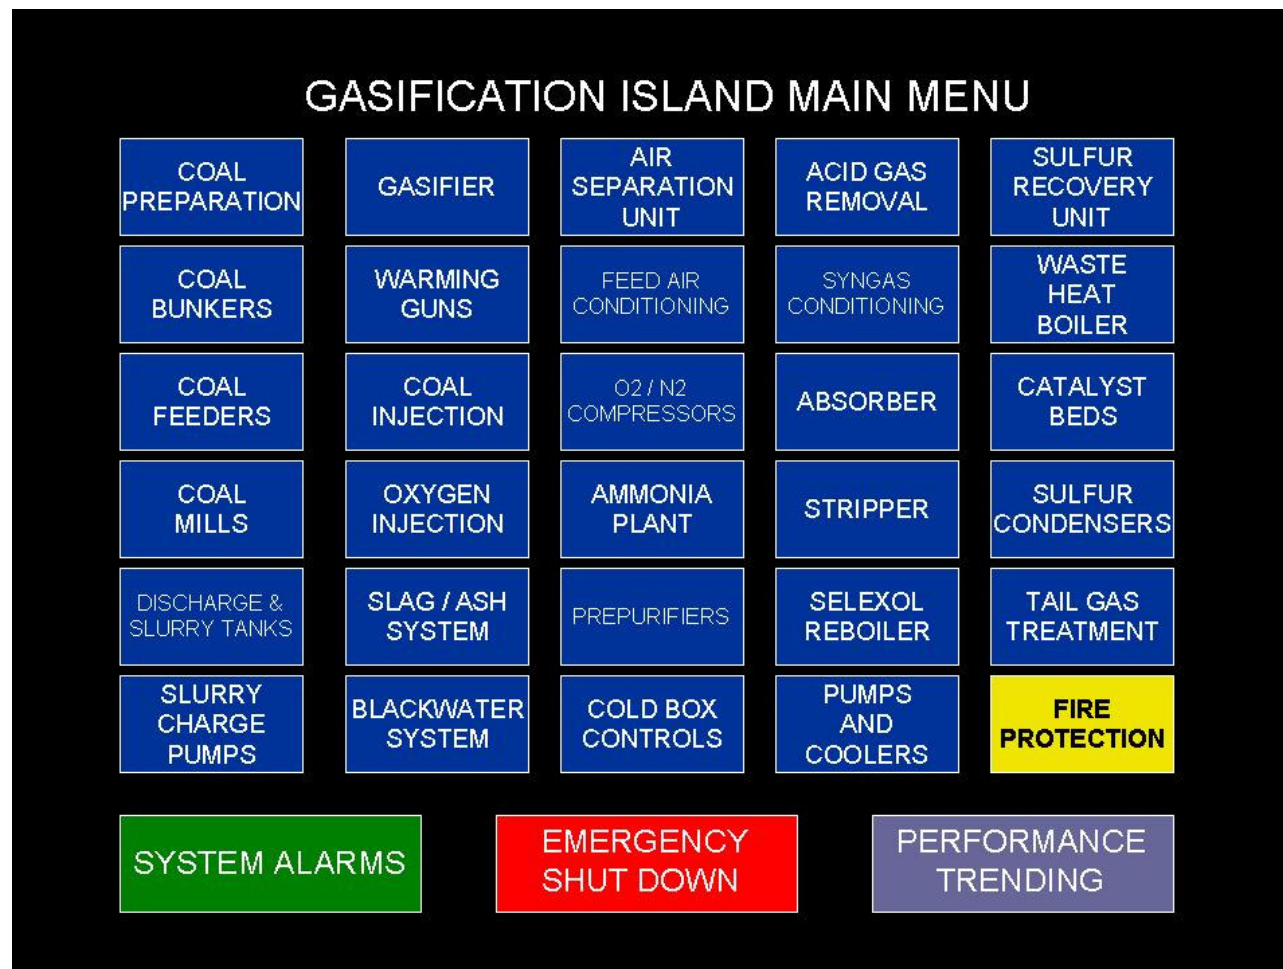 GASIFICATION ISLAND MAIN MENU
COAL
PREPARATION
GASIFIER
AIR
SEPARATION
UNIT
ACID GAS
REMOVAL
SULFUR
RECOVERY
UNIT
COAL
BUNKERS
WARMING
GUNS
FEED AIR
CONDITIONING
SYNGAS
CONDITIONING
WASTE
HEAT
BOILER
COAL
FEEDERS
COAL
INJECTION
O2 / N2
COMPRESSORS
ABSORBER
CATALYST
BEDS
COAL
MILLS
OXYGEN
INJECTION
AMMONIA
PLANT
STRIPPER
SULFUR
CONDENSERS
DISCHARGE &
SLURRY TANKS
SLAG / ASH
SYSTEM
PREPURIFIERS
SELEXOL
REBOILER
TAIL GAS
TREATMENT
SLURRY
CHARGE
PUMPS
BLACKWATER
SYSTEM
COLD BOX
CONTROLS
PUMPS
AND
COOLERS
FIRE
PROTECTION
SYSTEM ALARMS
EMERGENCY
SHUT DOWN
PERFORMANCE
TRENDING